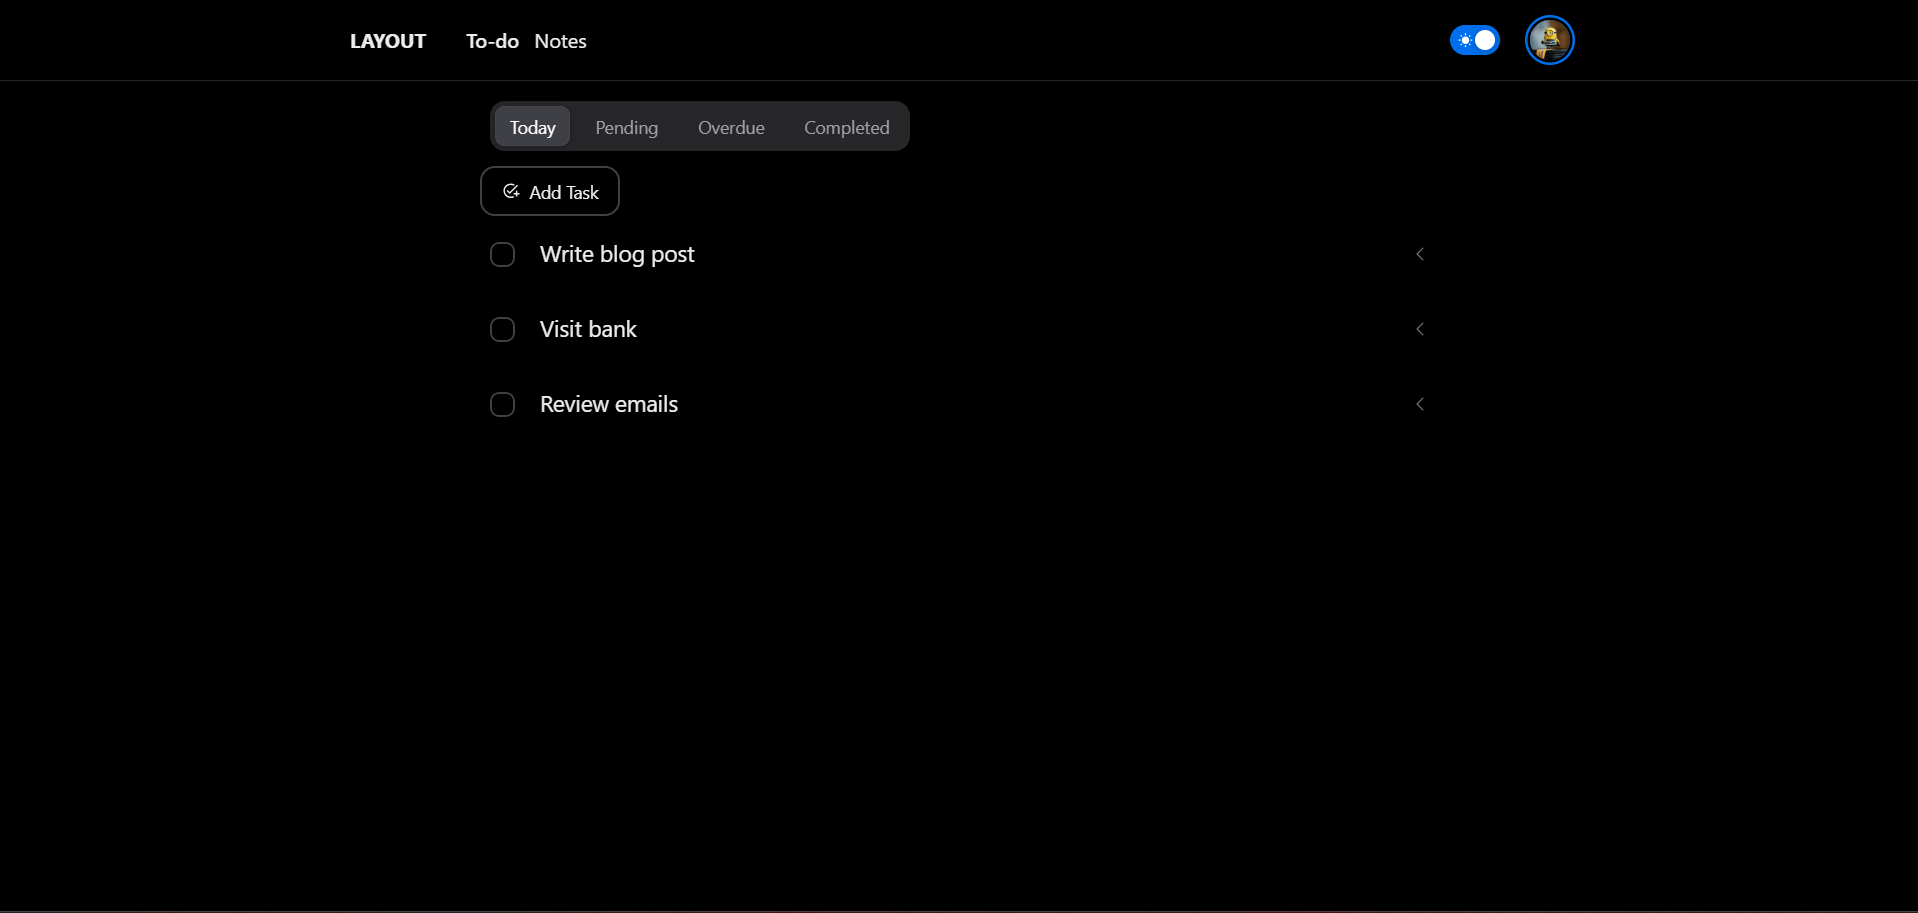 LAYOUT To-do Notes
Today Pending Overdue Completed
Add Task
Write blog post
Visit bank
Review emails